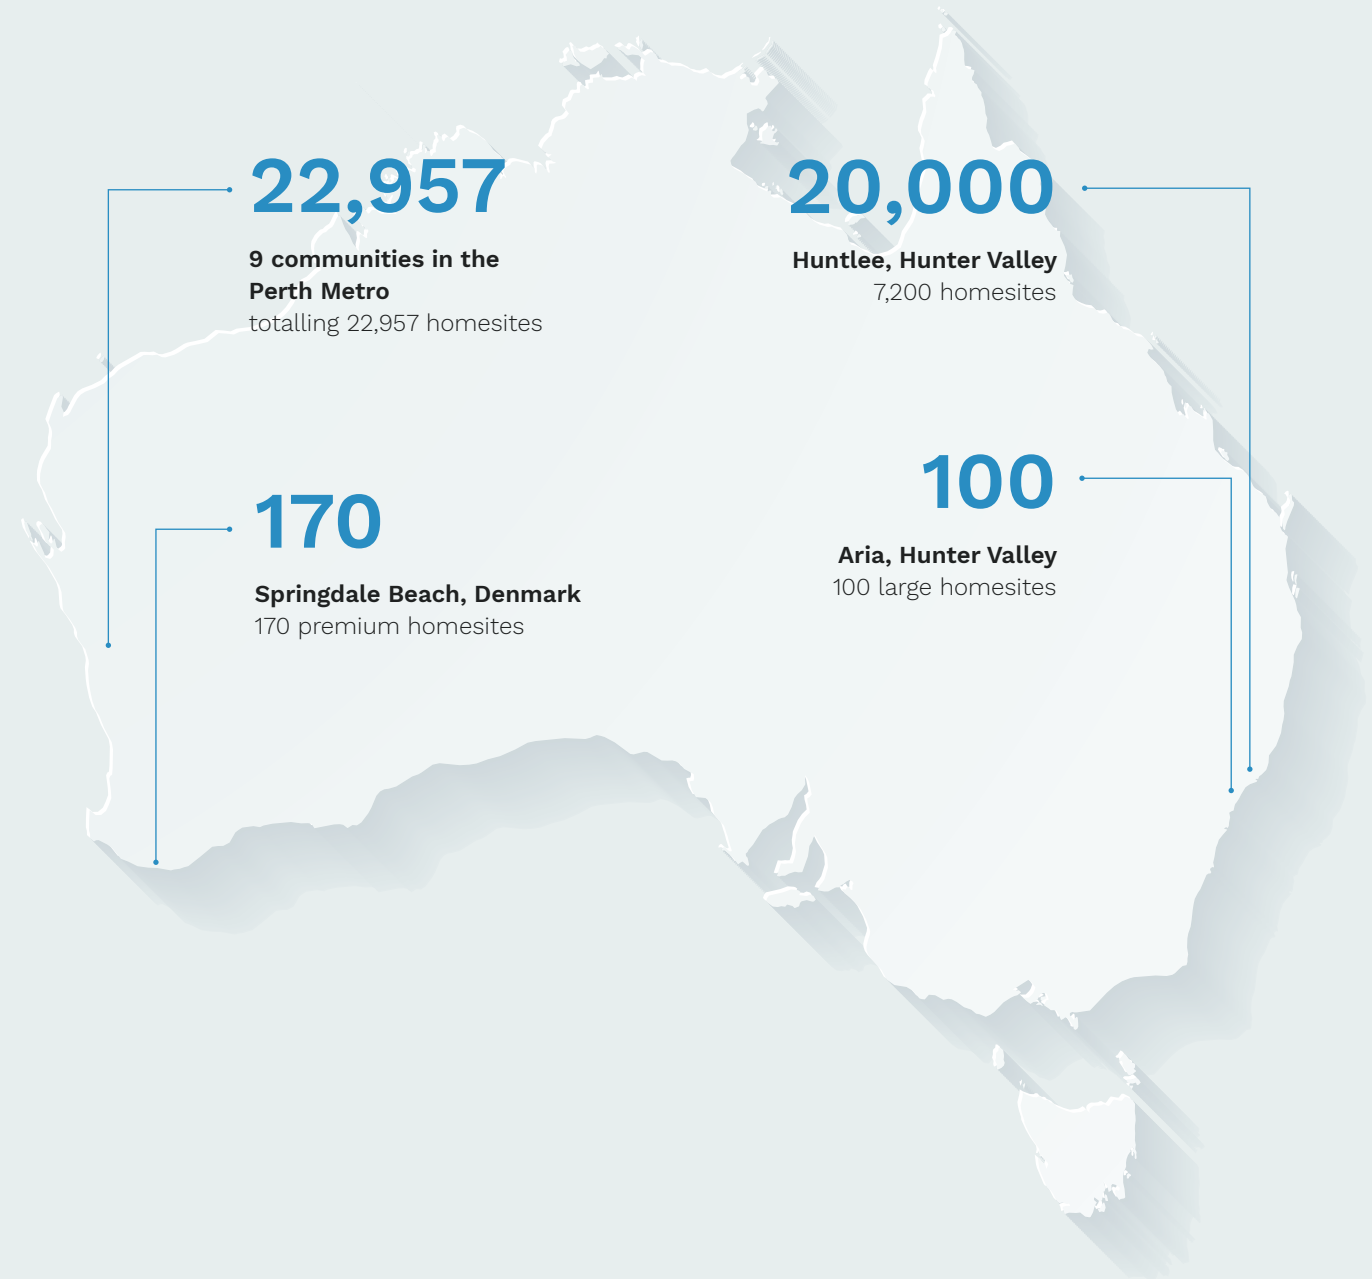 22,957
9 communities in the
Perth Metro
totalling 22,957 homesites
20,000
Huntlee, Hunter Valley
7,200 homesites
170
Springdale Beach, Denmark
170 premium homesites
100
Aria, Hunter Valley
100 large homesites